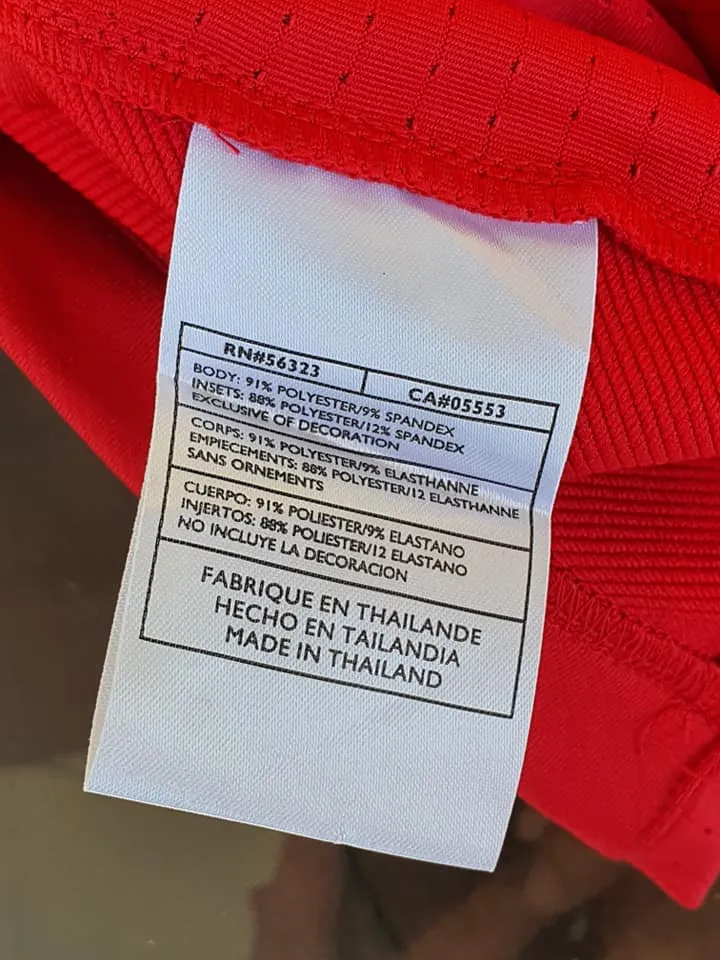 RN#56323
CA#05553
BODY: 91% POLYESTER/9% SPANDEX
INSETS: 88% POLYESTER/12% SPANDEX
EXCLUSIVE OF DECORATION
CORPS: 91% POLYESTER/9% ELASTHANNE
EMPIECEMENTS: 88% POLYESTER/12 ELASTHANNE
SANS ORNEMENTS
CUERPO: 91% POLIESTER/9% ELASTANO
INJERTOS: 88% POLIESTER/12 ELASTANO
NO INCLUYE LA DECORACION
FABRIQUE EN THAILANDE
HECHO EN TAILANDIA
MADE IN THAILAND